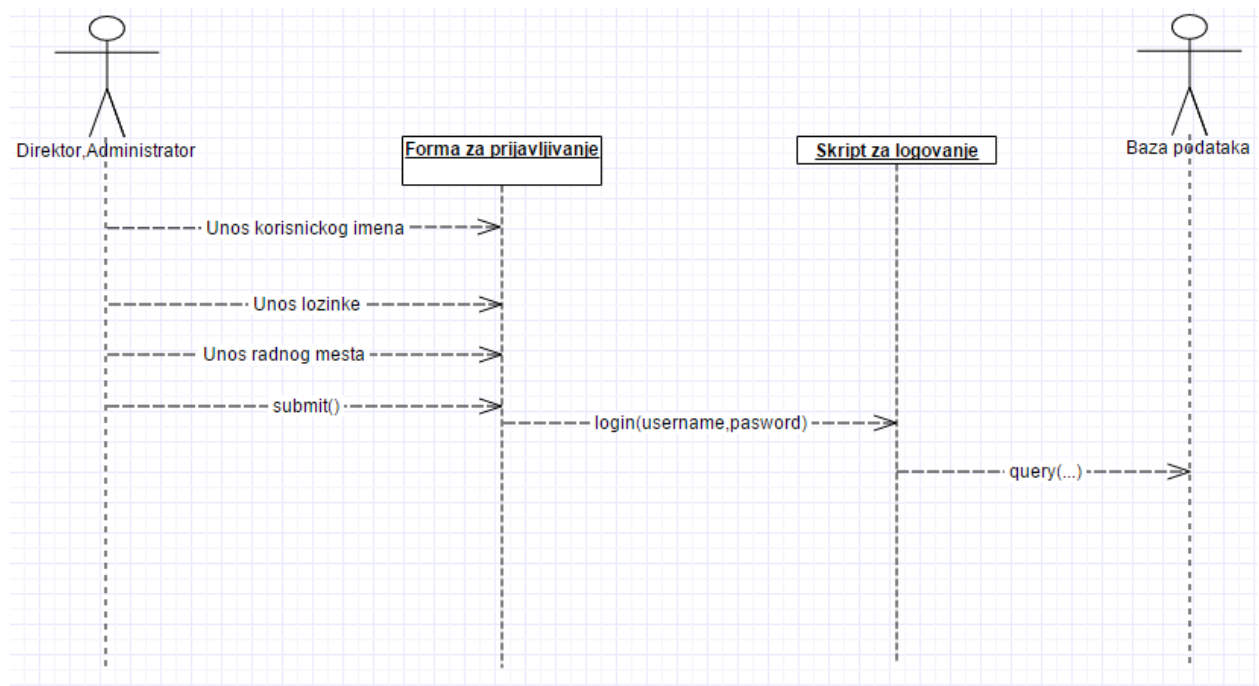 Direktor,Administrator
Forma za prijavljivanje
Skript za logovanje
Baza podataka
Unos korisnickog imena
Unos lozinke
Unos radnog mesta
submit()
login(username,pasword)
query(...)